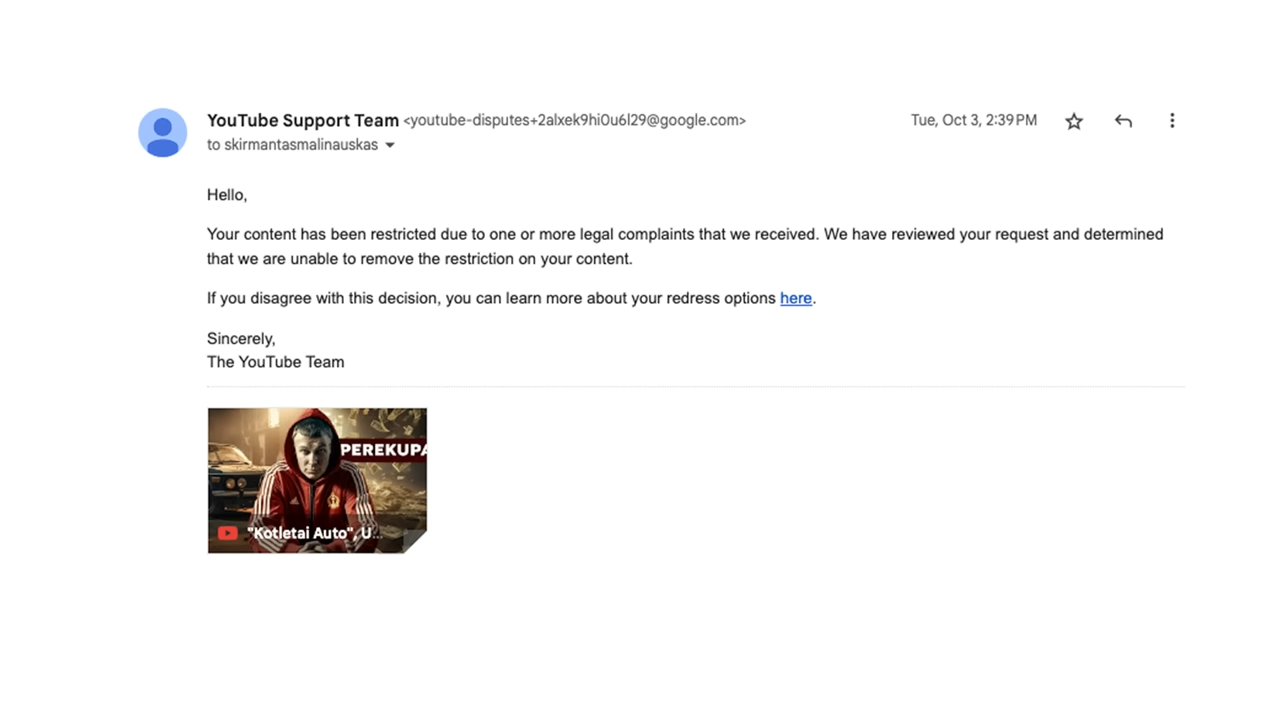 YouTube Support Team <youtube-disputes+2alxek9hi0u6l29@google.com>
Tue, Oct 3, 2:39 PM
to skirmantasmalinauskas
Hello,
Your content has been restricted due to one or more legal complaints that we received. We have reviewed your request and determined
that we are unable to remove the restriction on your content.
If you disagree with this decision, you can learn more about your redress options here.
Sincerely,
The YouTube Team
PEREKUPA
"Kotletai Auto", U...